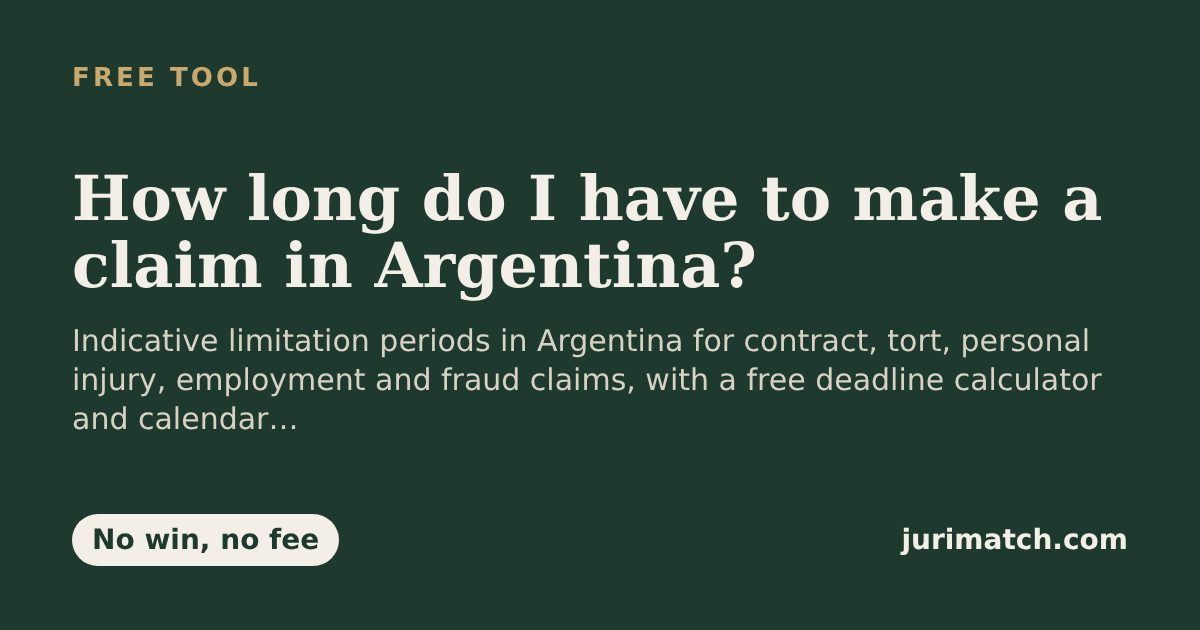 FREE TOOL
How long do I have to make a
claim in Argentina?
Indicative limitation periods in Argentina for contract, tort, personal
injury, employment and fraud claims, with a free deadline calculator
and calendar…
No win, no fee
jurimatch.com